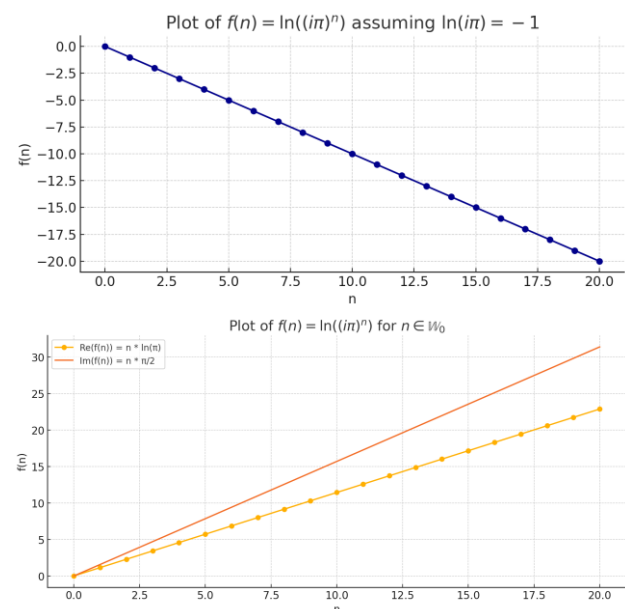 Plot of f(n) = ln((iπ)ⁿ) assuming ln(iπ) = −1
0.0
−2.5
−5.0
−7.5
−10.0
−12.5
−15.0
−17.5
−20.0
f(n)
0.0 2.5 5.0 7.5 10.0 12.5 15.0 17.5 20.0
n
Plot of f(n) = ln((iπ)ⁿ) for n ∈ 𝕎₀
Re(f(n)) = n * ln(π)
Im(f(n)) = n * π/2
30
25
20
15
10
5
0
f(n)
0.0 2.5 5.0 7.5 10.0 12.5 15.0 17.5 20.0
n